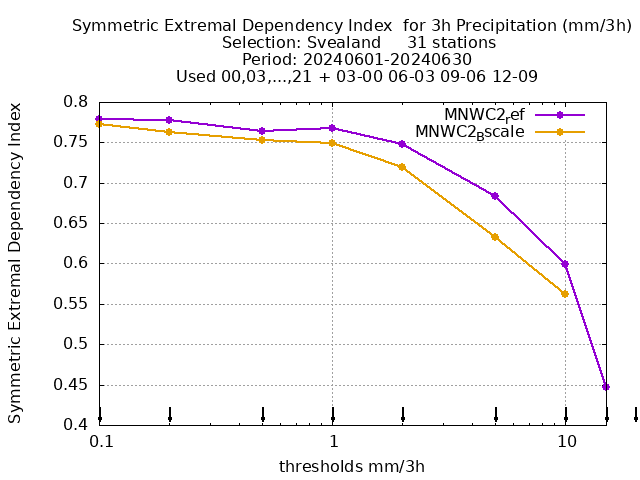 Symmetric Extremal Dependency Index  for 3h Precipitation (mm/3h)
Selection: Svealand     31 stations
Period: 20240601-20240630
Used 00,03,...,21 + 03-00 06-03 09-06 12-09
Symmetric Extremal Dependency Index
0.8
0.75
0.7
0.65
0.6
0.55
0.5
0.45
0.4
MNWC2ref
MNWC2Bscale
0.1
1
10
thresholds mm/3h